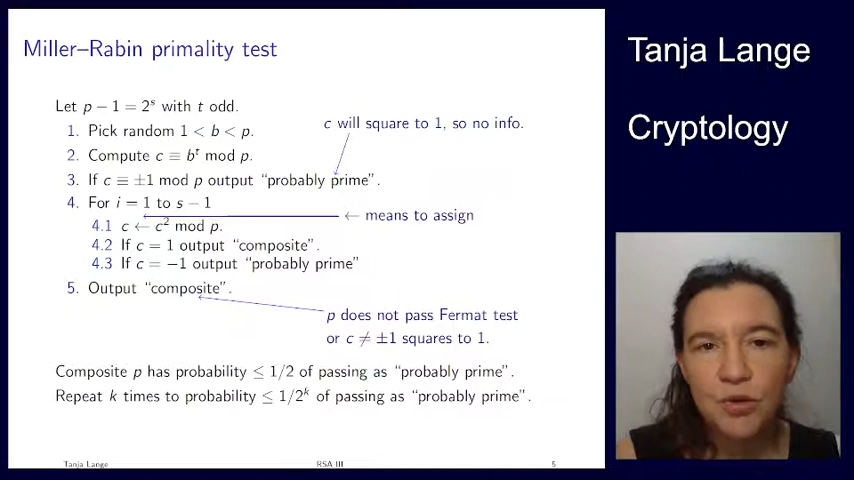 Miller–Rabin primality test
Tanja Lange
Cryptology
Let p − 1 = 2^s with t odd.
c will square to 1, so no info.
1. Pick random 1 < b < p.
2. Compute c ≡ b^t mod p.
3. If c ≡ ±1 mod p output “probably prime”.
4. For i = 1 to s − 1
← means to assign
4.1 c ← c^2 mod p.
4.2 If c = 1 output “composite”.
4.3 If c = −1 output “probably prime”
5. Output “composite”.
p does not pass Fermat test
or c ≠ ±1 squares to 1.
Composite p has probability ≤ 1/2 of passing as “probably prime”.
Repeat k times to probability ≤ 1/2^k of passing as “probably prime”.
Tanja Lange RSA III 5